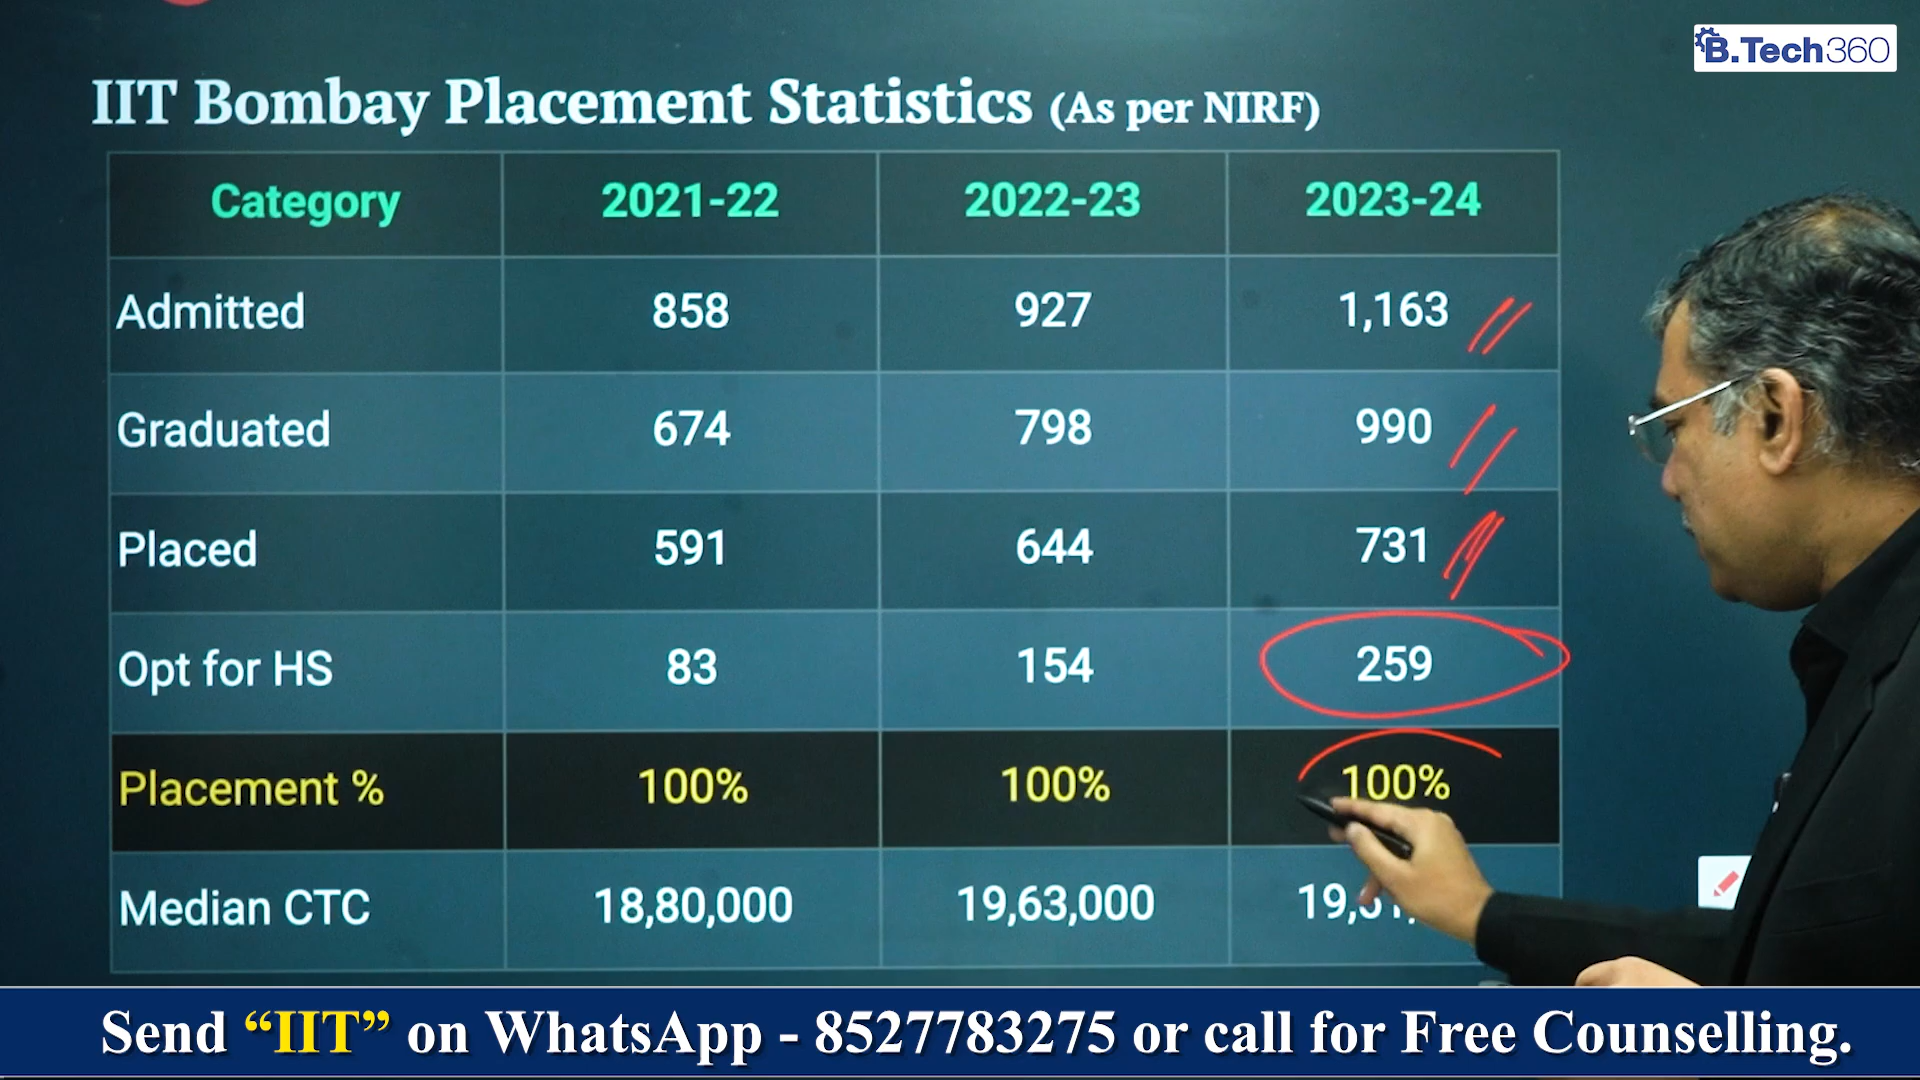 B.Tech360
IIT Bombay Placement Statistics (As per NIRF)
Category 2021-22 2022-23 2023-24
Admitted 858 927 1,163
Graduated 674 798 990
Placed 591 644 731
Opt for HS 83 154 259
Placement % 100% 100% 100%
Median CTC 18,80,000 19,63,000
Send “IIT” on WhatsApp - 8527783275 or call for Free Counselling.